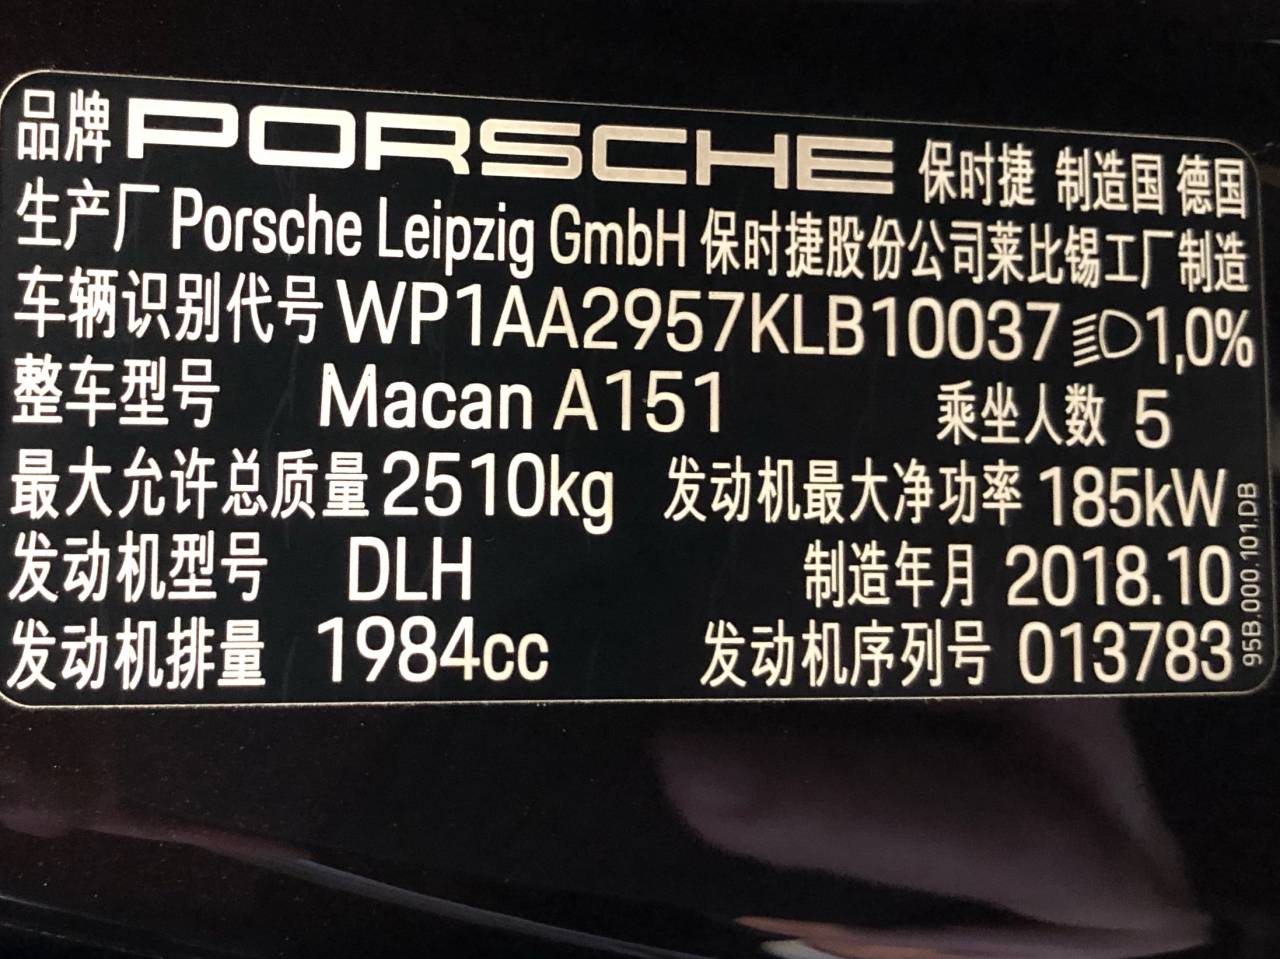 品牌 PORSCHE 保时捷 制造国 德国
生产厂 Porsche Leipzig GmbH 保时捷股份公司莱比锡工厂制造
车辆识别代号 WP1AA2957KLB10037 1,0%
整车型号 Macan A151 乘坐人数 5
最大允许总质量 2510kg 发动机最大净功率 185kW
发动机型号 DLH 制造年月 2018.10
发动机排量 1984cc 发动机序列号 013783
95B.000.101.DB